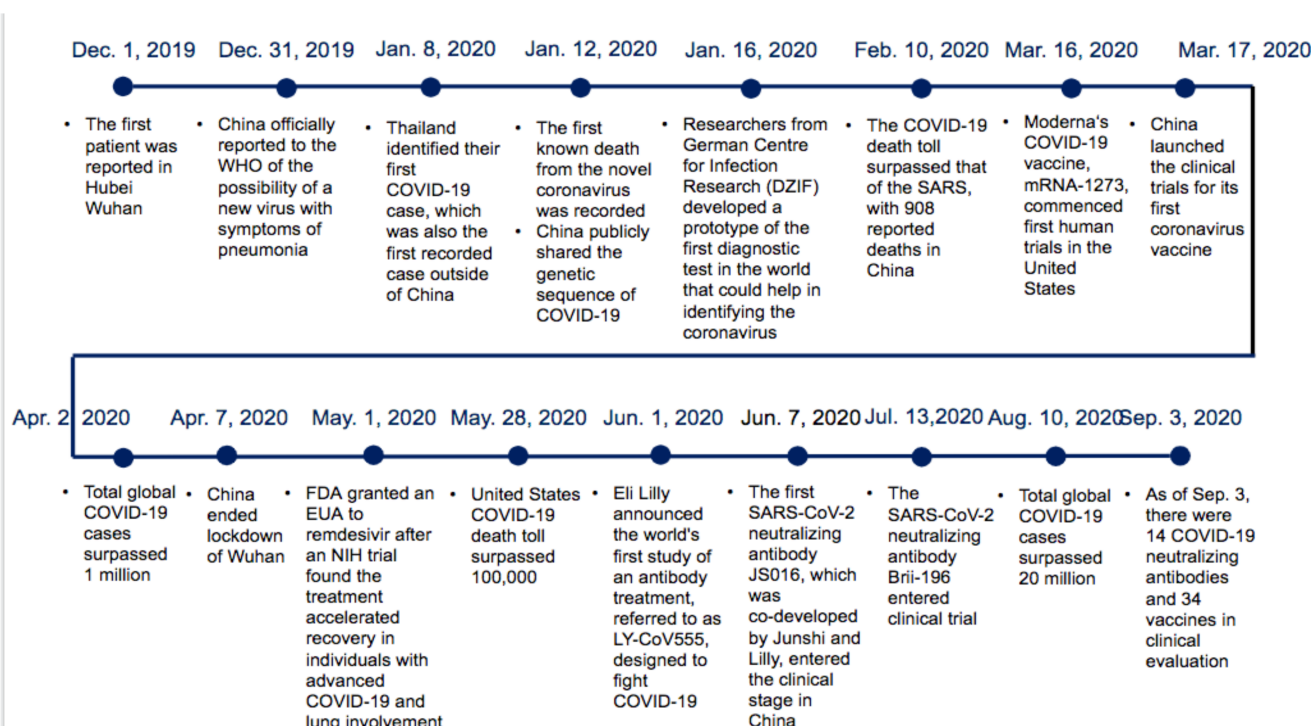 Dec. 1, 2019 Dec. 31, 2019 Jan. 8, 2020 Jan. 12, 2020 Jan. 16, 2020 Feb. 10, 2020 Mar. 16, 2020 Mar. 17, 2020
• The first
patient was
reported in
Hubei
Wuhan
• China officially
reported to the
WHO of the
possibility of a
new virus with
symptoms of
pneumonia
• Thailand
identified their
first
COVID-19
case, which
was also the
first recorded
case outside
of China
• The first
known death
from the novel
coronavirus
was recorded
• China publicly
shared the
genetic
sequence of
COVID-19
• Researchers from
German Centre
for Infection
Research (DZIF)
developed a
prototype of the
first diagnostic
test in the world
that could help in
identifying the
coronavirus
• The COVID-19
death toll
surpassed that
of the SARS,
with 908
reported
deaths in
China
• Moderna's
COVID-19
vaccine,
mRNA-1273,
commenced
first human
trials in the
United
States
• China
launched
the clinical
trials for its
first
coronavirus
vaccine
Apr. 2, 2020 Apr. 7, 2020 May. 1, 2020 May. 28, 2020 Jun. 1, 2020 Jun. 7, 2020 Jul. 13,2020 Aug. 10, 2020 Sep. 3, 2020
• Total global
COVID-19
cases
surpassed
1 million
• China
ended
lockdown
of Wuhan
• FDA granted an
EUA to
remdesivir after
an NIH trial
found the
treatment
accelerated
recovery in
individuals with
advanced
COVID-19 and
lung involvement
• United States
COVID-19
death toll
surpassed
100,000
• Eli Lilly
announced
the world's
first study of
an antibody
treatment,
referred to as
LY-CoV555,
designed to
fight
COVID-19
• The first
SARS-CoV-2
neutralizing
antibody
JS016, which
was
co-developed
by Junshi and
Lilly, entered
the clinical
stage in
China
• The
SARS-CoV-2
neutralizing
antibody
Brii-196
entered
clinical trial
• Total global
COVID-19
cases
surpassed
20 million
• As of Sep. 3,
there were
14 COVID-19
neutralizing
antibodies
and 34
vaccines in
clinical
evaluation